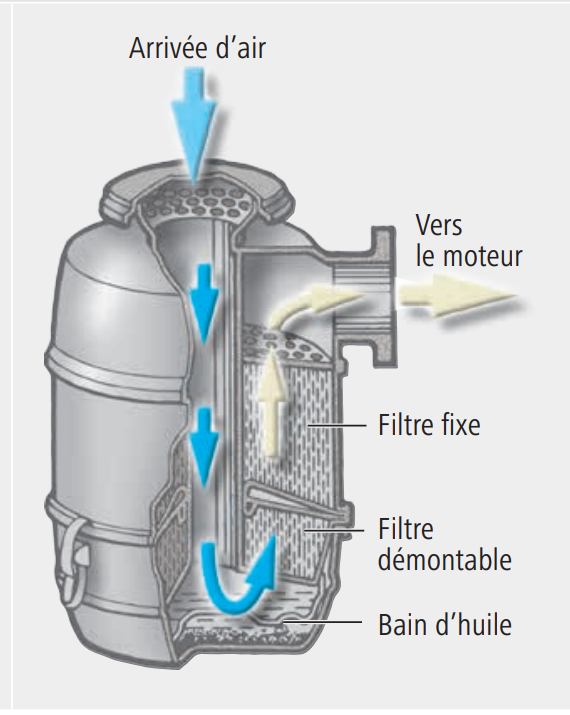 Arrivée d’air
Vers
le moteur
Filtre fixe
Filtre
démontable
Bain d’huile